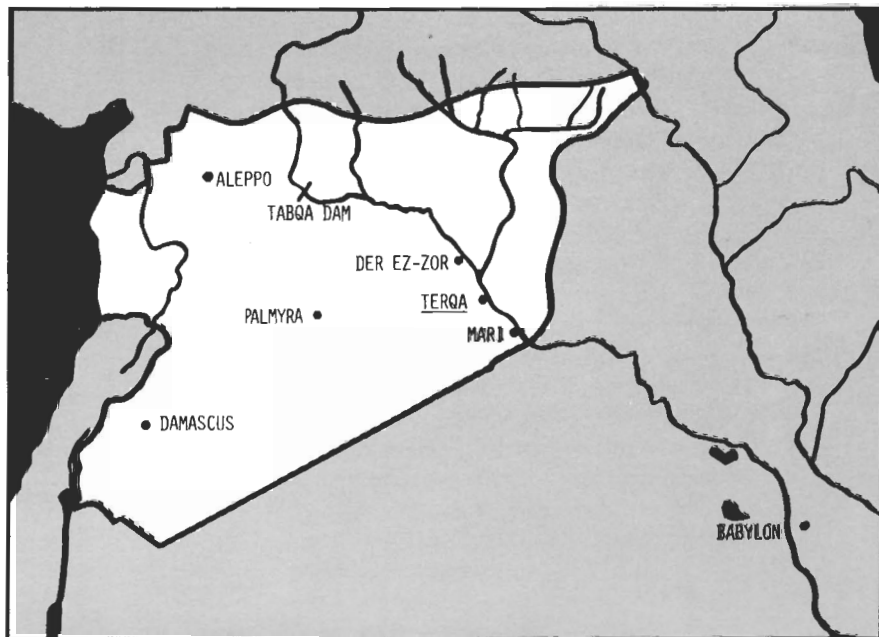 ALEPPO
TABQA DAM
DER EZ-ZOR
TERQA
PALMYRA
MARI
DAMASCUS
BABYLON